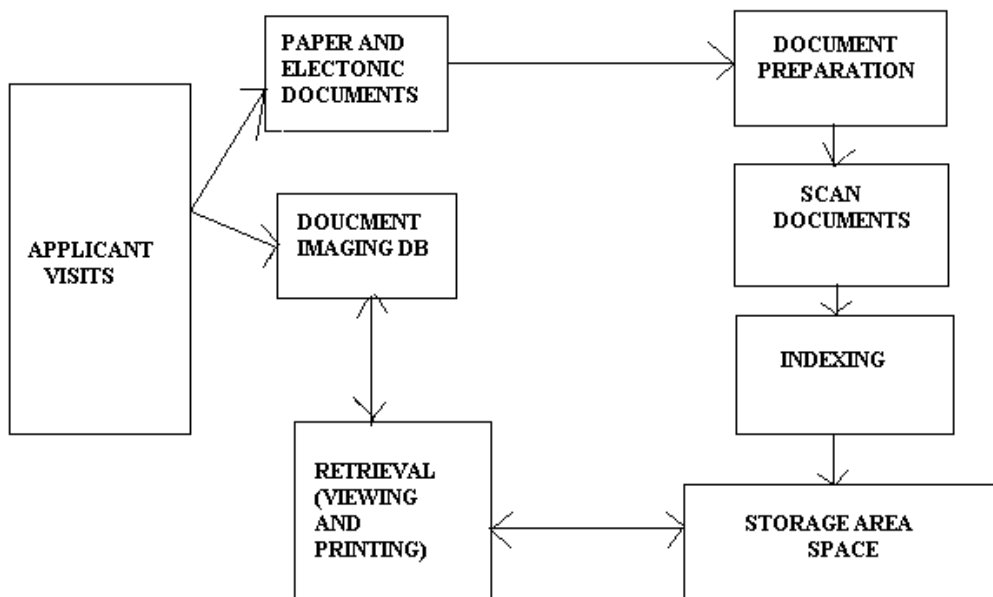 PAPER AND
ELECTONIC
DOCUMENTS
DOCUMENT
PREPARATION
APPLICANT
VISITS
DOUCMENT
IMAGING DB
SCAN
DOCUMENTS
INDEXING
RETRIEVAL
(VIEWING
AND
PRINTING)
STORAGE AREA
SPACE